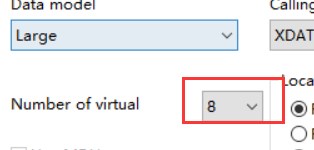 Data model
Calling
Large
XDAT
Loca
Number of virtual
8